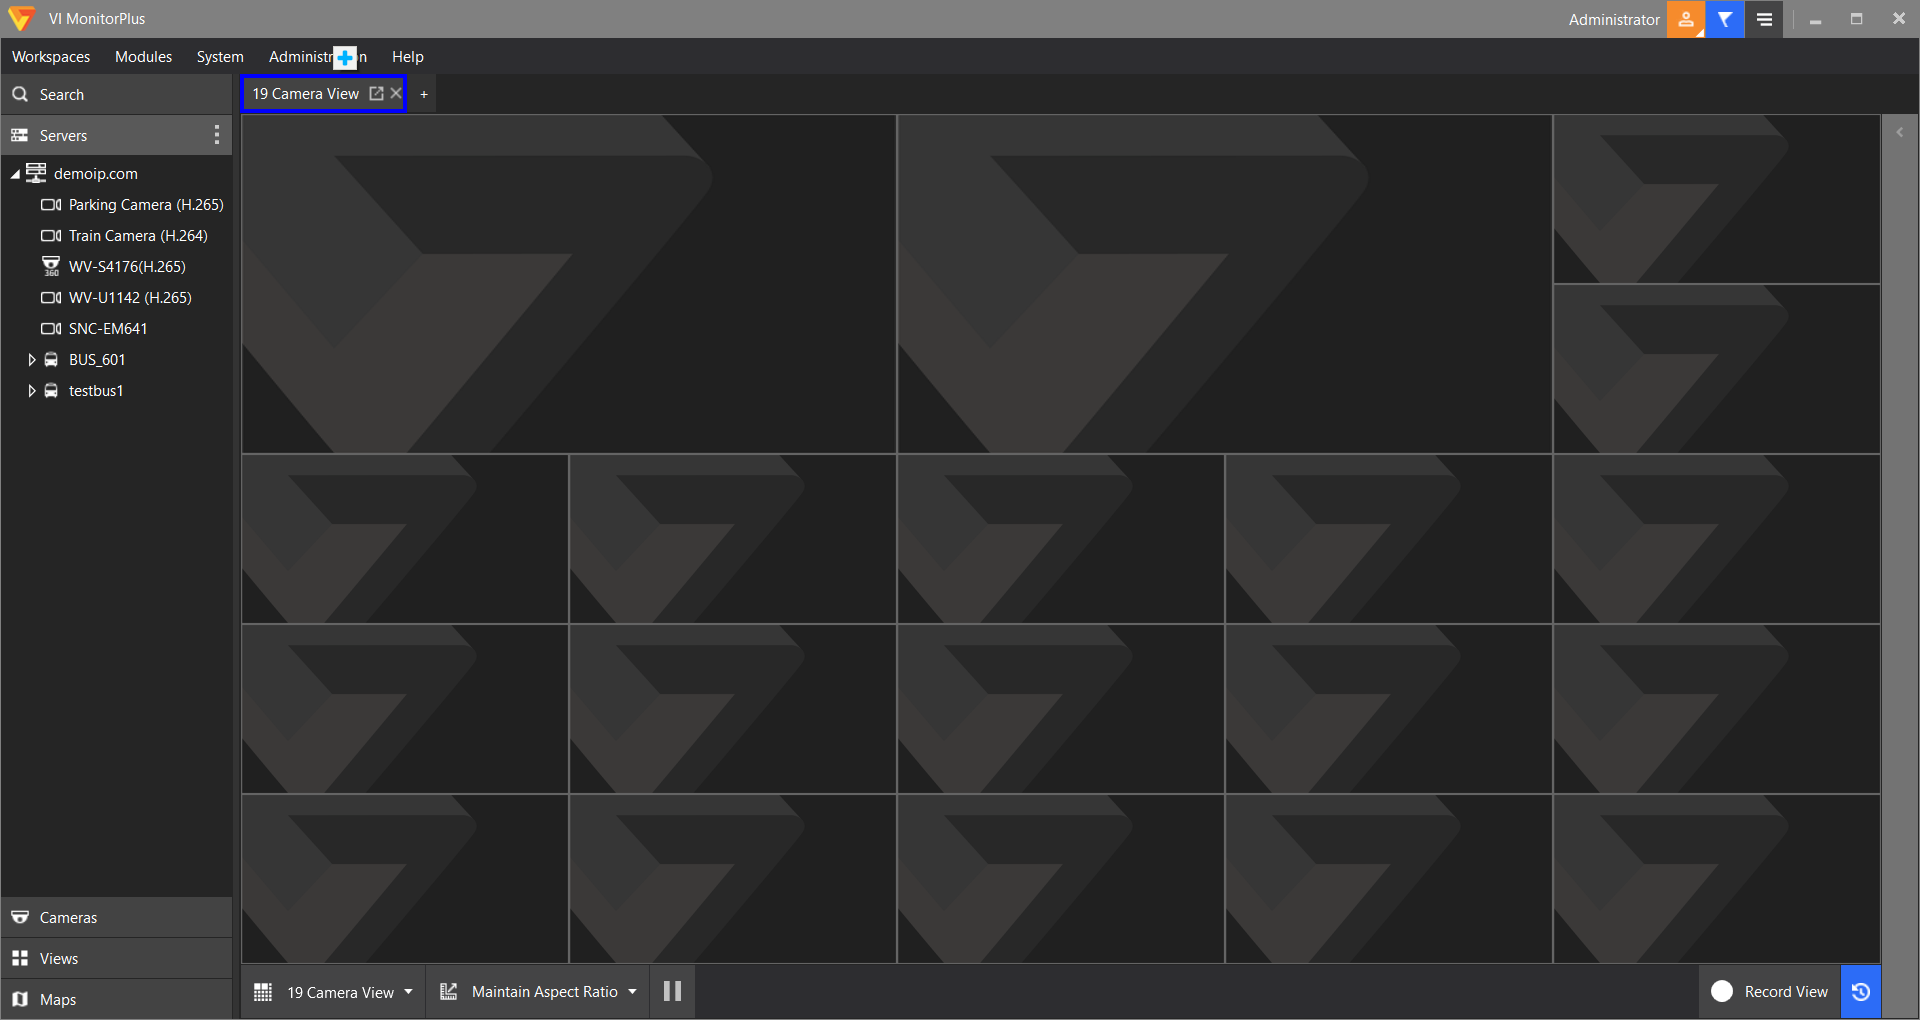 VI MonitorPlus
Administrator
Workspaces Modules System Administr n Help
Search
19 Camera View +
Servers
demoip.com
Parking Camera (H.265)
Train Camera (H.264)
360 WV-S4176(H.265)
WV-U1142 (H.265)
SNC-EM641
BUS_601
testbus1
Cameras
Views
Maps
19 Camera View Maintain Aspect Ratio Record View